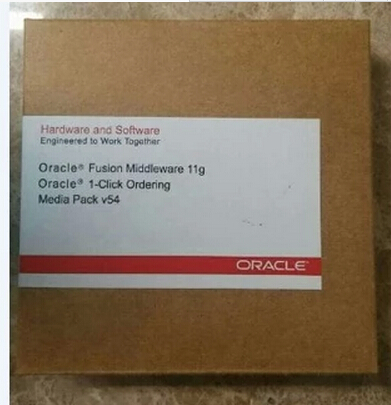 Hardware and Software
Engineered to Work Together
Oracle® Fusion Middleware 11g
Oracle® 1-Click Ordering
Media Pack v54
ORACLE